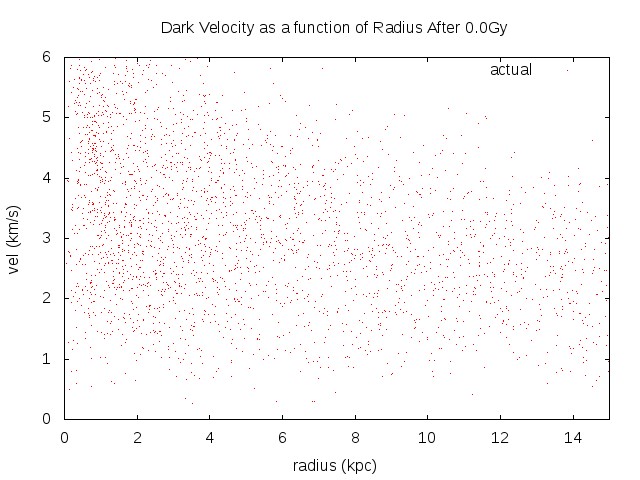 Dark Velocity as a function of Radius After 0.0Gy
actual
6
5
4
3
2
1
0
vel (km/s)
0 2 4 6 8 10 12 14
radius (kpc)